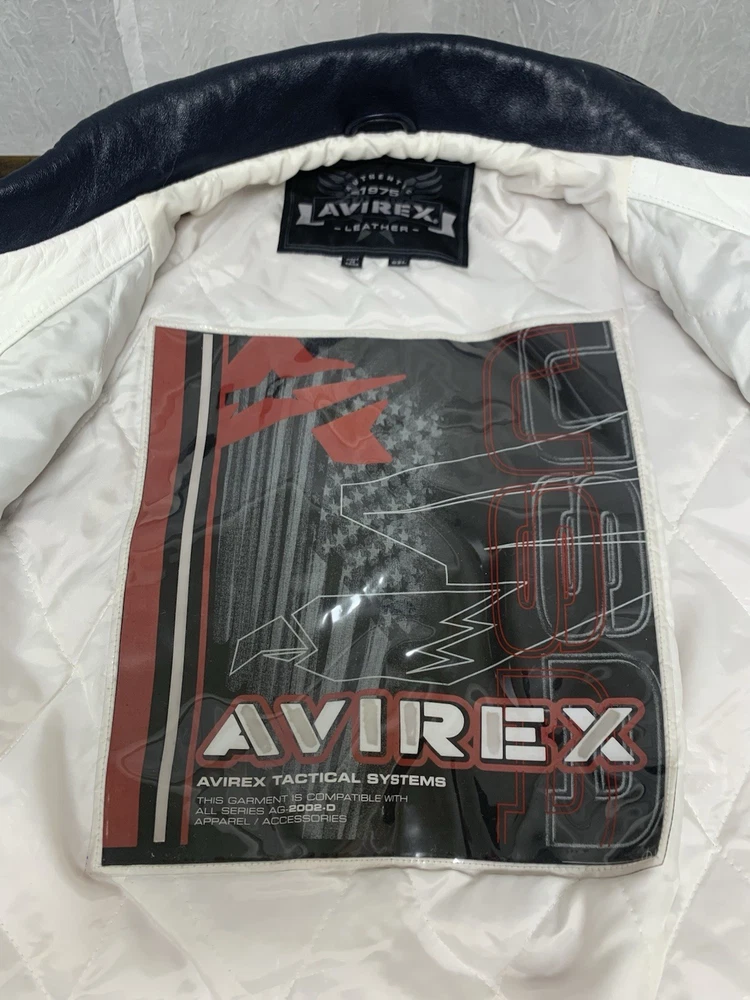 AUTHENTIC
1975
AVIREX
- LEATHER -
AVIREX
AVIREX TACTICAL SYSTEMS
THIS GARMENT IS COMPATIBLE WITH
ALL SERIES AG-2002-D
APPAREL / ACCESSORIES